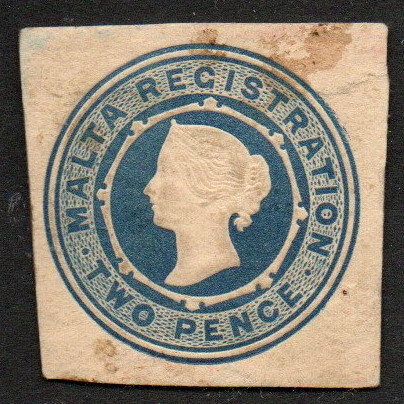 MALTA REGISTRATION
TWO PENCE